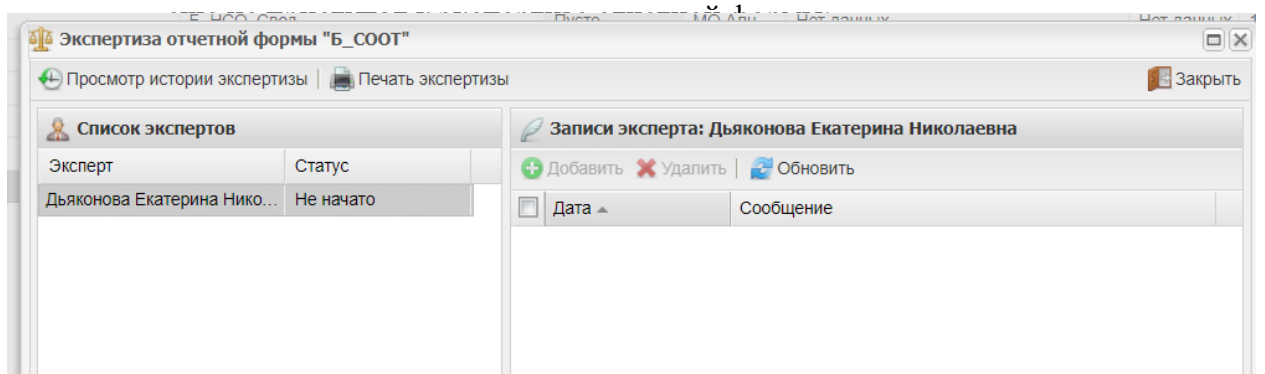 Экспертиза отчетной формы "Б_СООТ"
Просмотр истории экспертизы | Печать экспертизы Закрыть
Список экспертов
Записи эксперта: Дьяконова Екатерина Николаевна
Эксперт Статус
Добавить Удалить | Обновить
Дьяконова Екатерина Нико... Не начато
Дата Сообщение